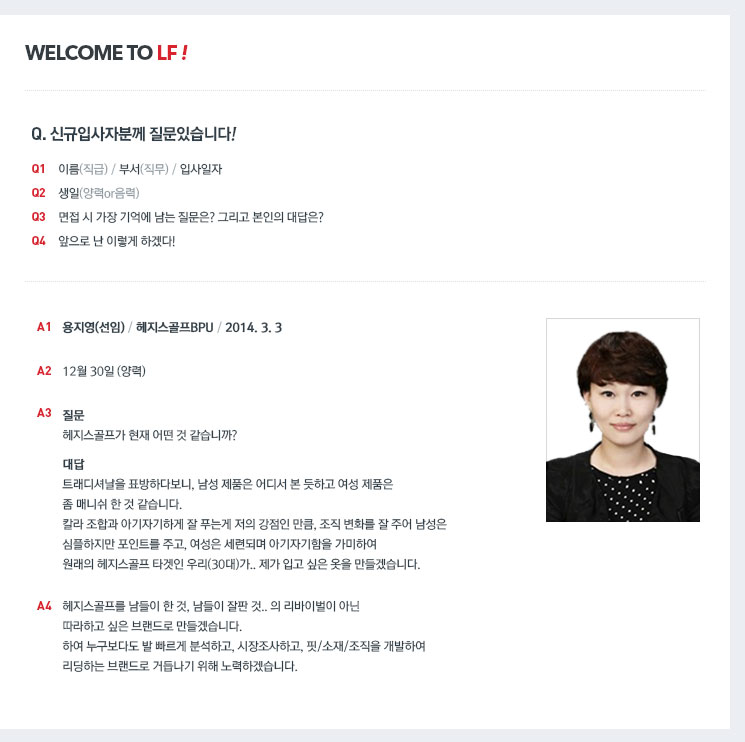 WELCOME TO LF !
Q. 신규입사자분께 질문있습니다!
Q1 이름(직급) / 부서(직무) / 입사일자
Q2 생일(양력or음력)
Q3 면접 시 가장 기억에 남는 질문은? 그리고 본인의 대답은?
Q4 앞으로 난 이렇게 하겠다!
A1 용지영(선임) / 헤지스골프BPU / 2014. 3. 3
A2 12월 30일 (양력)
A3 질문
헤지스골프가 현재 어떤 것 같습니까?
대답
트래디셔날을 표방하다보니, 남성 제품은 어디서 본 듯하고 여성 제품은
좀 매니쉬 한 것 같습니다.
칼라 조합과 아기자기하게 잘 푸는게 저의 강점인 만큼, 조직 변화를 잘 주어 남성은
심플하지만 포인트를 주고, 여성은 세련되며 아기자기함을 가미하여
원래의 헤지스골프 타겟인 우리(30대)가.. 제가 입고 싶은 옷을 만들겠습니다.
A4 헤지스골프를 남들이 한 것, 남들이 잘판 것.. 의 리바이벌이 아닌
따라하고 싶은 브랜드로 만들겠습니다.
하여 누구보다도 발 빠르게 분석하고, 시장조사하고, 핏/소재/조직을 개발하여
리딩하는 브랜드로 거듭나기 위해 노력하겠습니다.